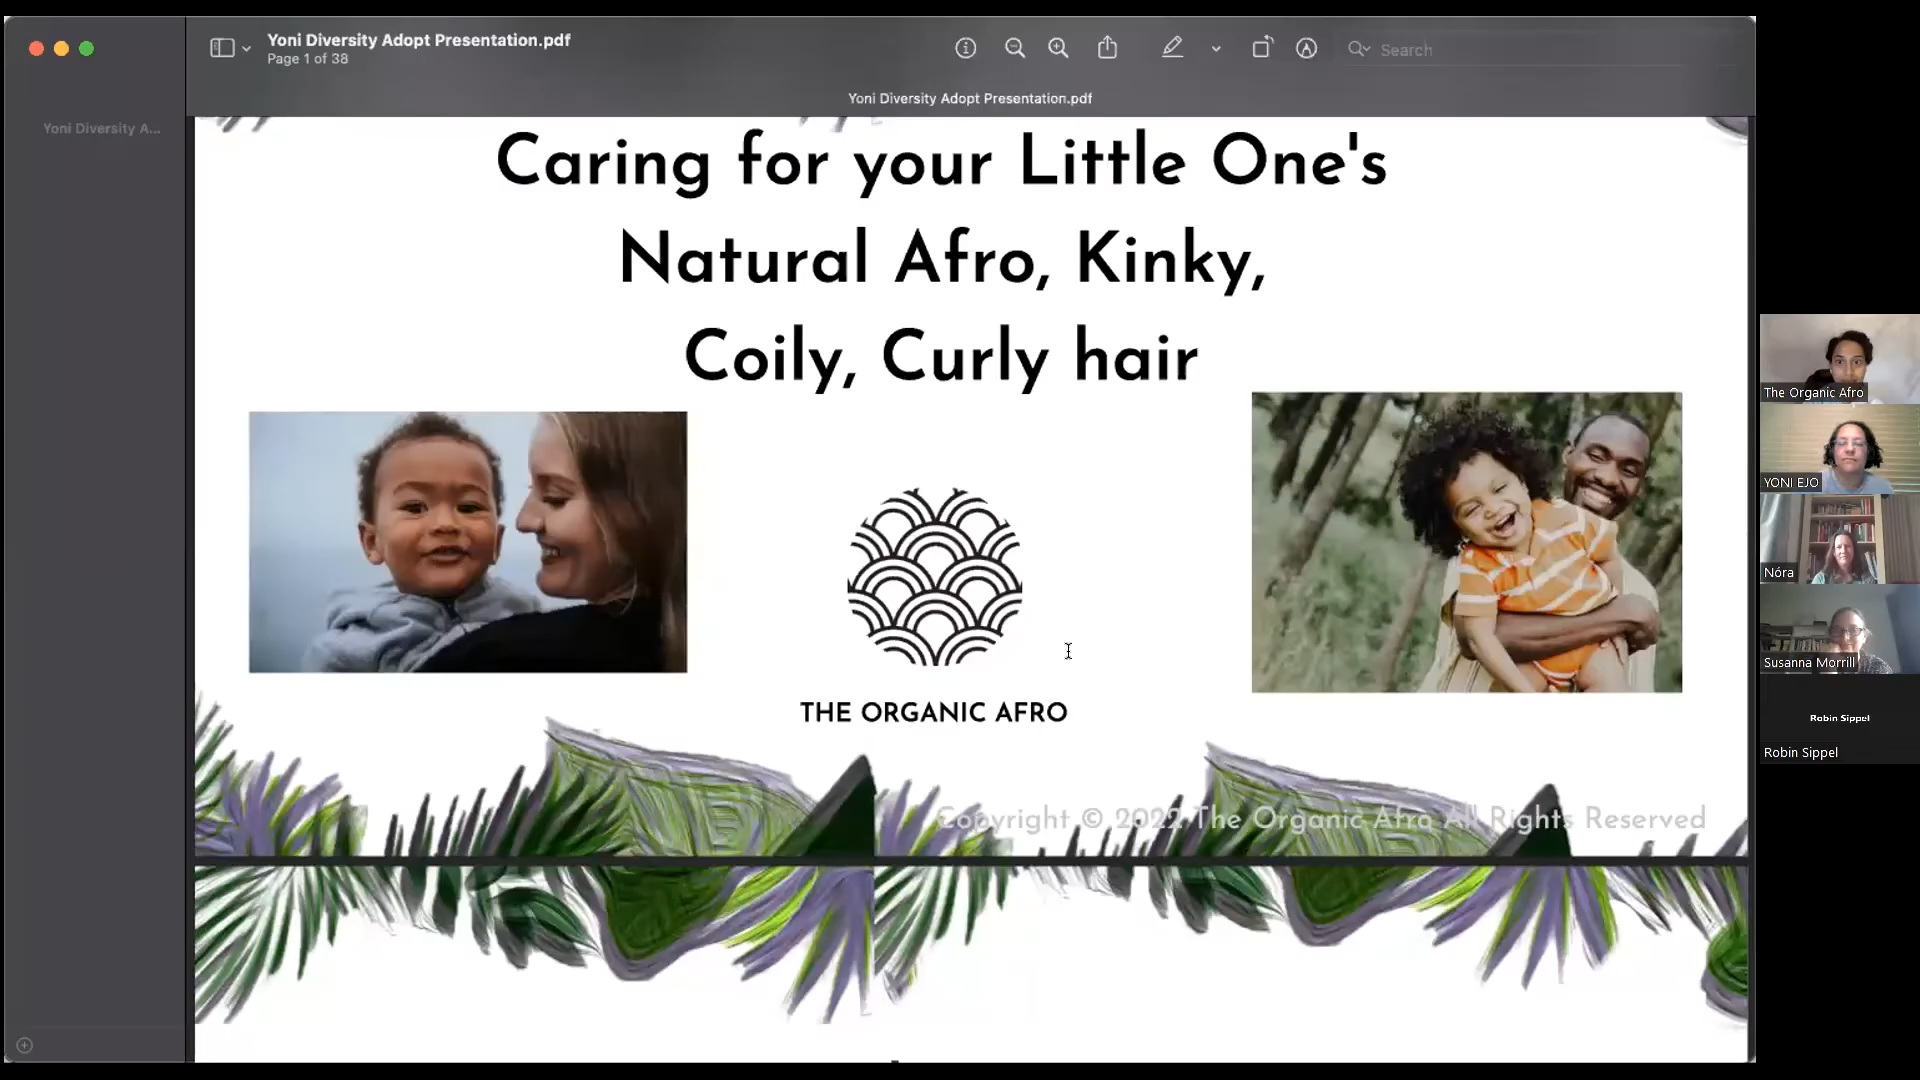 Yoni Diversity Adopt Presentation.pdf
Page 1 of 38
Search
Yoni Diversity Adopt Presentation.pdf
Yoni Diversity A...
Caring for your Little One's
Natural Afro, Kinky,
Coily, Curly hair
THE ORGANIC AFRO
Copyright © 2022 The Organic Afro All Rights Reserved
The Organic Afro
YONI EJO
Nóra
Susanna Morrill
Robin Sippel
Robin Sippel